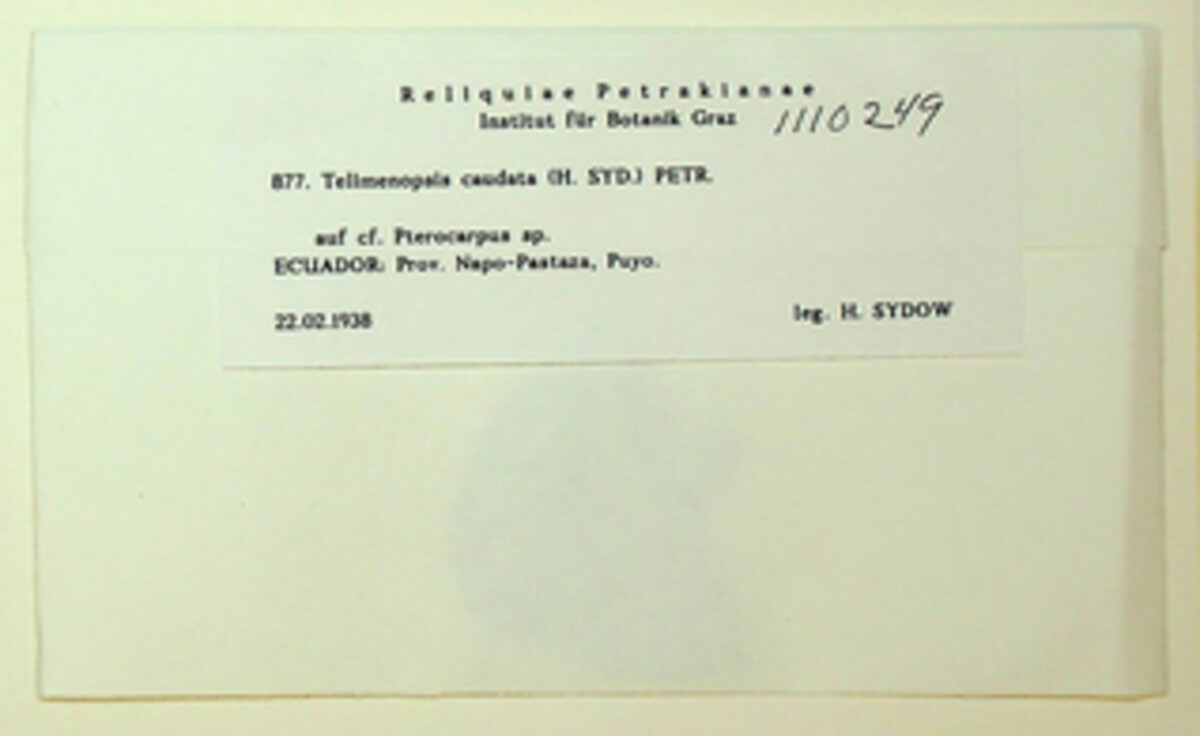 Reliquiae Petrakianae
Institut für Botanik Graz 1110249
877. Telimenopsis caudata (H. SYD.) PETR.
auf cf. Pterocarpus sp.
ECUADOR: Prov. Napo-Pastaza, Puyo.
22.02.1938 leg. H. SYDOW